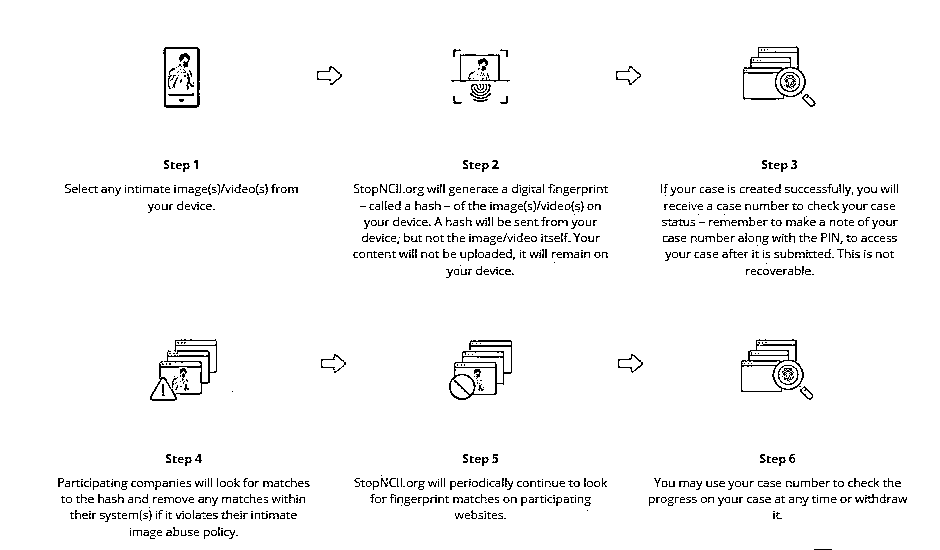 Step 1
Select any intimate image(s)/video(s) from
your device.
Step 2
StopNCII.org will generate a digital fingerprint
– called a hash – of the image(s)/video(s) on
your device. A hash will be sent from your
device, but not the image/video itself. Your
content will not be uploaded, it will remain on
your device.
Step 3
If your case is created successfully, you will
receive a case number to check your case
status – remember to make a note of your
case number along with the PIN, to access
your case after it is submitted. This is not
recoverable.
Step 4
Participating companies will look for matches
to the hash and remove any matches within
their system(s) if it violates their intimate
image abuse policy.
Step 5
StopNCII.org will periodically continue to look
for fingerprint matches on participating
websites.
Step 6
You may use your case number to check the
progress on your case at any time or withdraw
it.